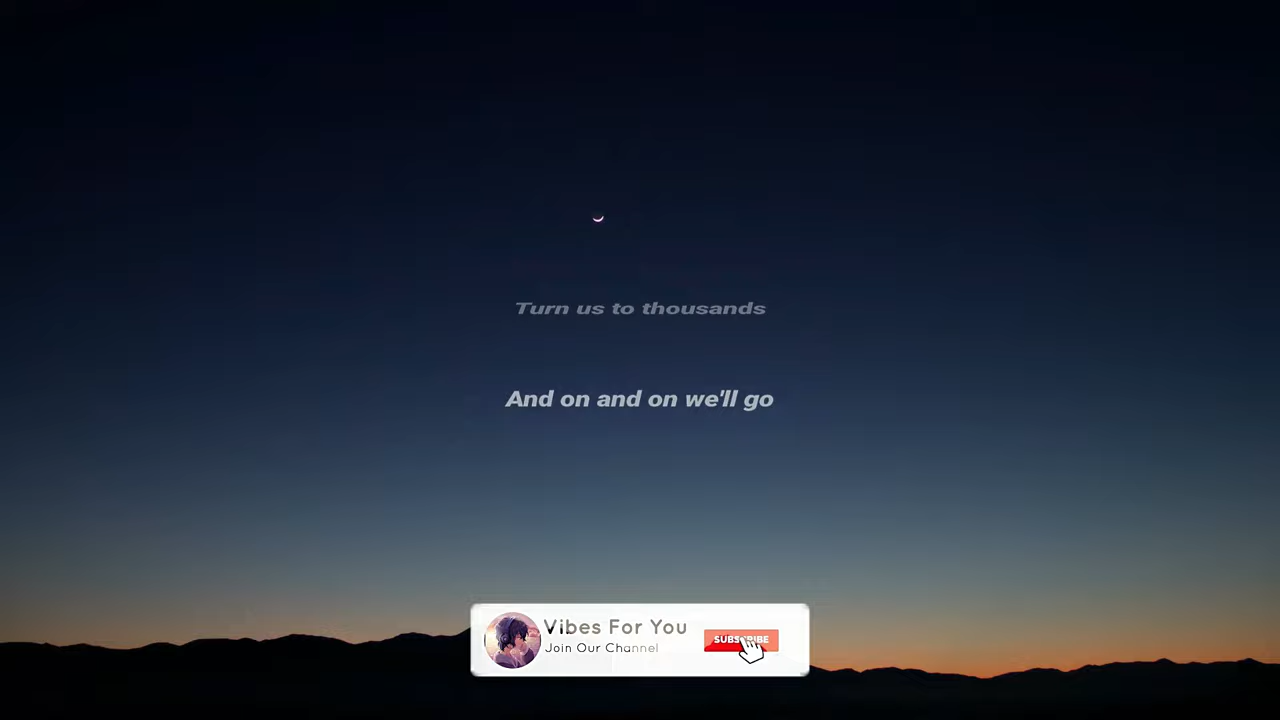 Turn us to thousands
And on and on we'll go
Vibes For You
Join Our Channel
SUBSCRIBE